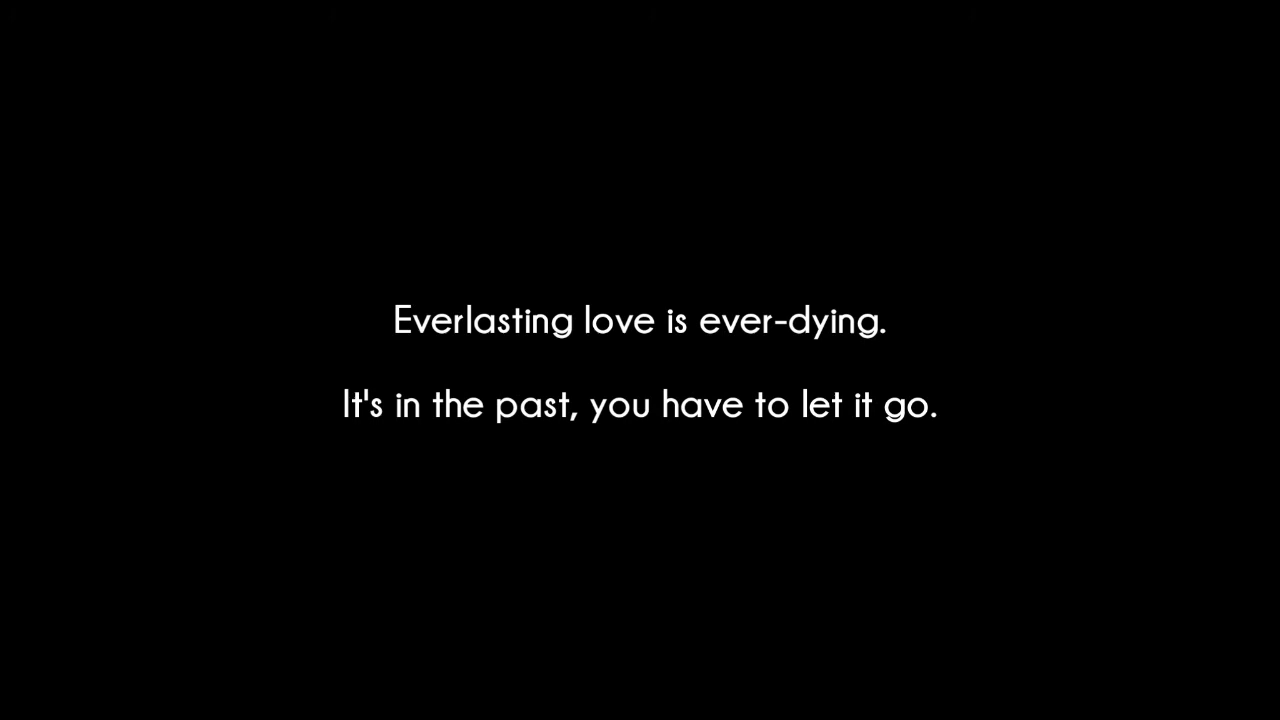 Everlasting love is ever-dying.
It's in the past, you have to let it go.